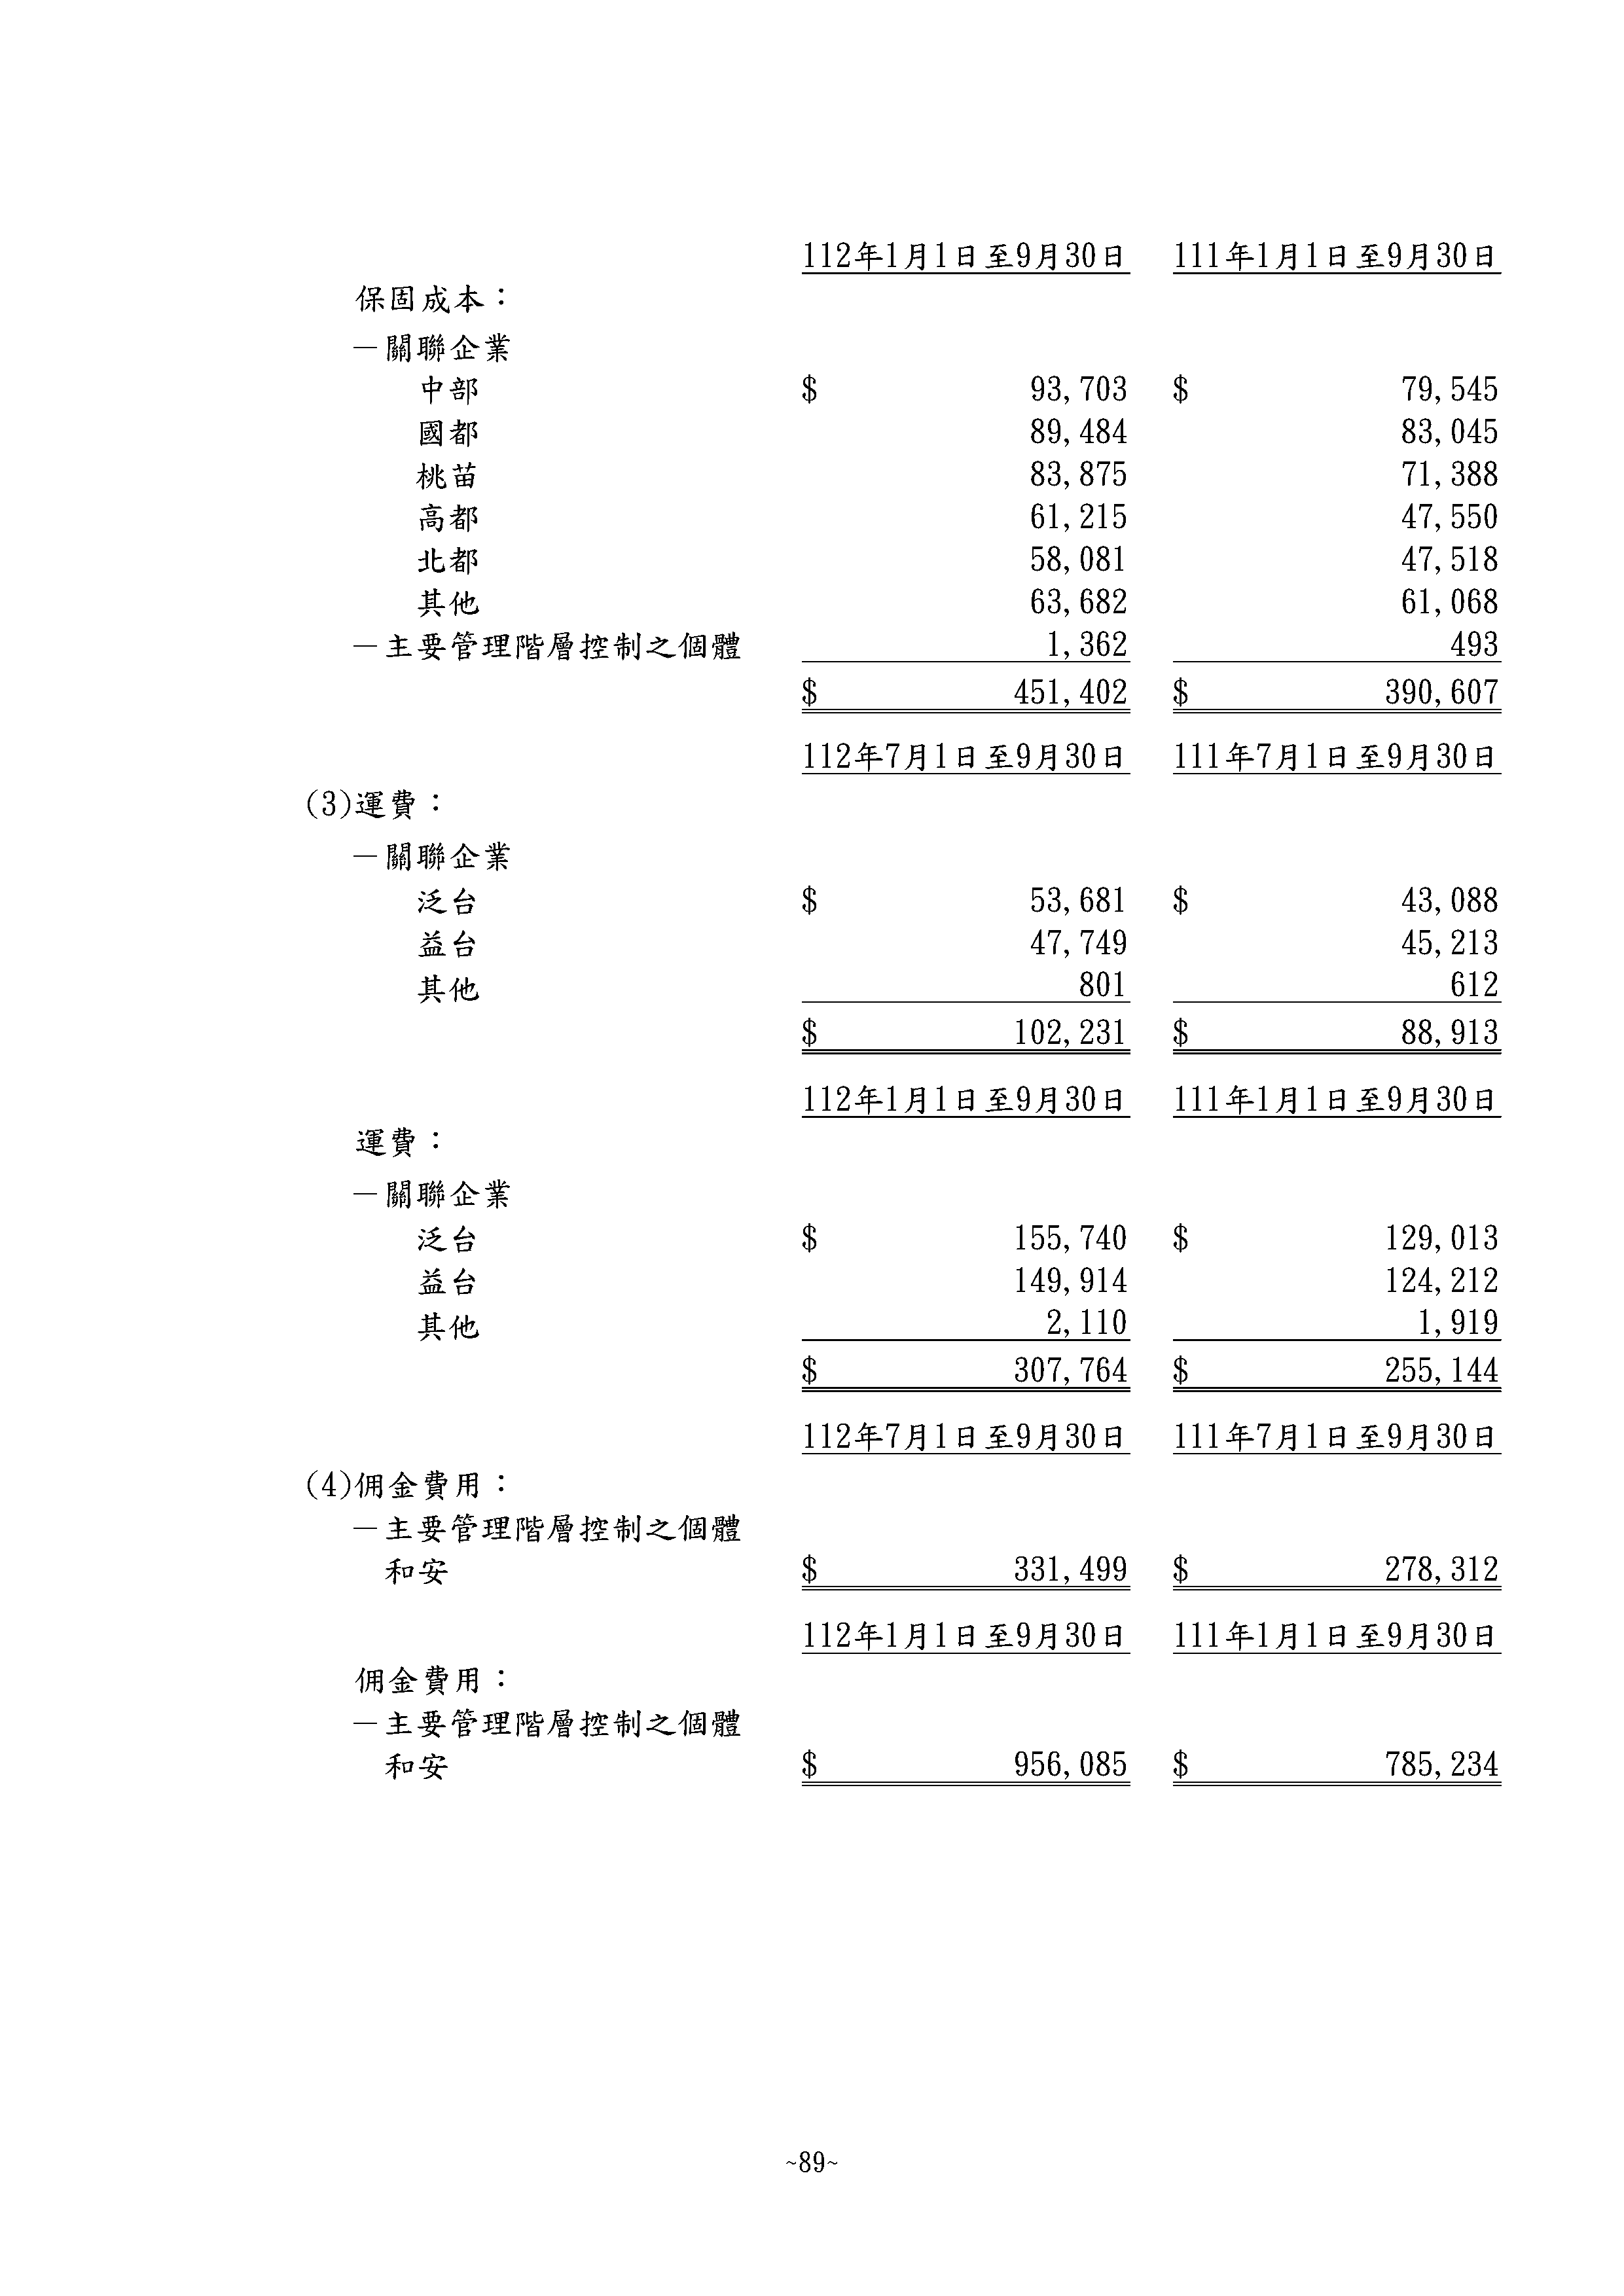 112年1月1日至9月30日 111年1月1日至9月30日
保固成本：
－關聯企業
中部 $ 93,703 $ 79,545
國都 89,484 83,045
桃苗 83,875 71,388
高都 61,215 47,550
北都 58,081 47,518
其他 63,682 61,068
－主要管理階層控制之個體 1,362 493
$ 451,402 $ 390,607
112年7月1日至9月30日 111年7月1日至9月30日
(3)運費：
－關聯企業
泛台 $ 53,681 $ 43,088
益台 47,749 45,213
其他 801 612
$ 102,231 $ 88,913
112年1月1日至9月30日 111年1月1日至9月30日
運費：
－關聯企業
泛台 $ 155,740 $ 129,013
益台 149,914 124,212
其他 2,110 1,919
$ 307,764 $ 255,144
112年7月1日至9月30日 111年7月1日至9月30日
(4)佣金費用：
－主要管理階層控制之個體
和安 $ 331,499 $ 278,312
112年1月1日至9月30日 111年1月1日至9月30日
佣金費用：
－主要管理階層控制之個體
和安 $ 956,085 $ 785,234
~89~